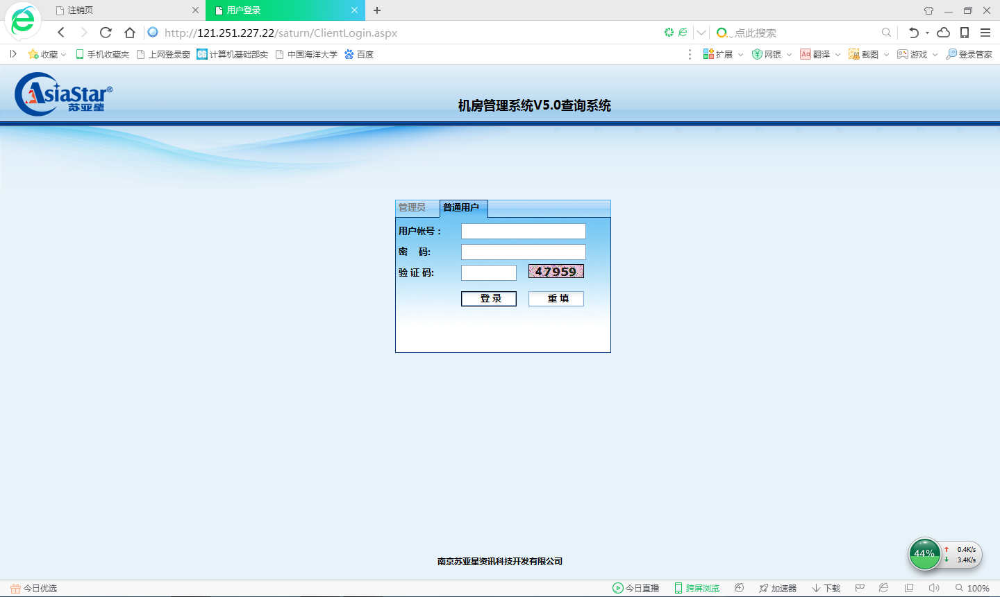 注销页
用户登录
http://121.251.227.22/saturn/ClientLogin.aspx
点此搜索
收藏 手机收藏夹 上网登录窗 计算机基础部实 中国海洋大学 百度 扩展 网银 翻译 截图 游戏 登录管家
AsiaStar®
苏亚星
机房管理系统V5.0查询系统
管理员 普通用户
用户帐号：
密 码:
验 证 码: 47959
登 录 重 填
44% 0.4K/s
3.4K/s
南京苏亚星资讯科技开发有限公司
今日优选 今日直播 跨屏浏览 加速器 下载 100%